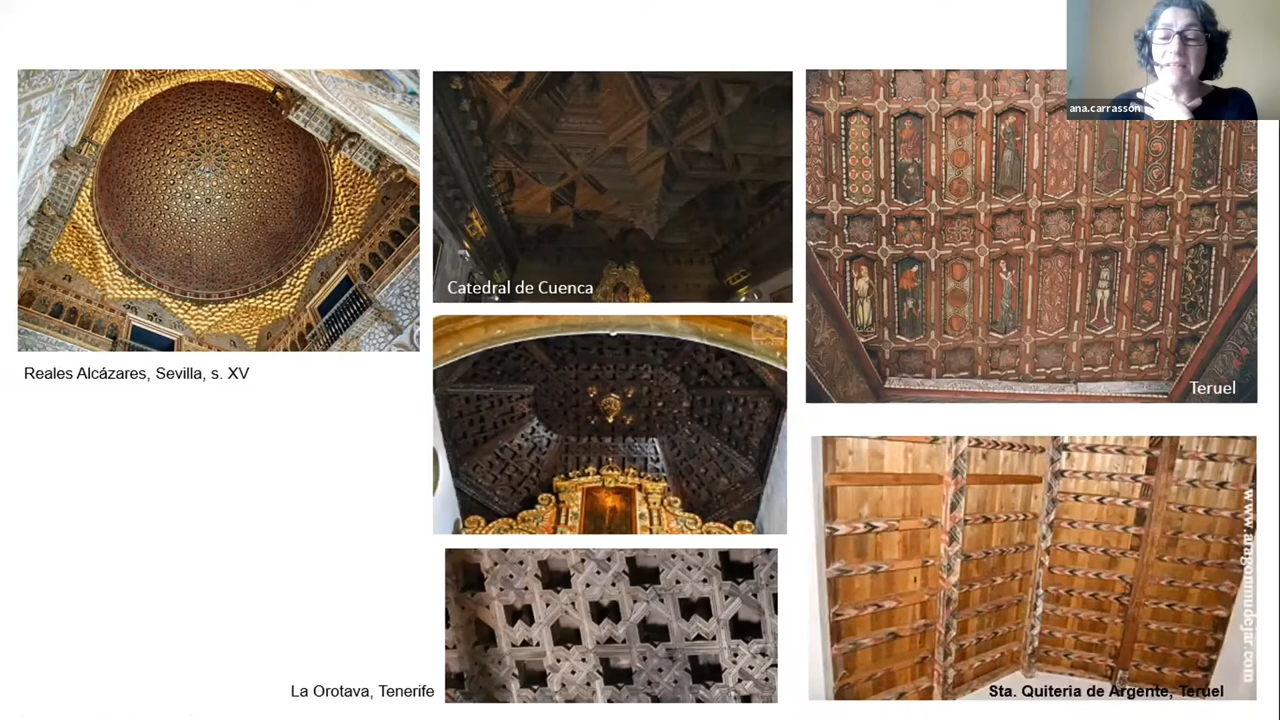 ana.carrasson
Catedral de Cuenca
Teruel
Reales Alcázares, Sevilla, s. XV
www.aragonmudejar.com
La Orotava, Tenerife
Sta. Quiteria de Argente, Teruel